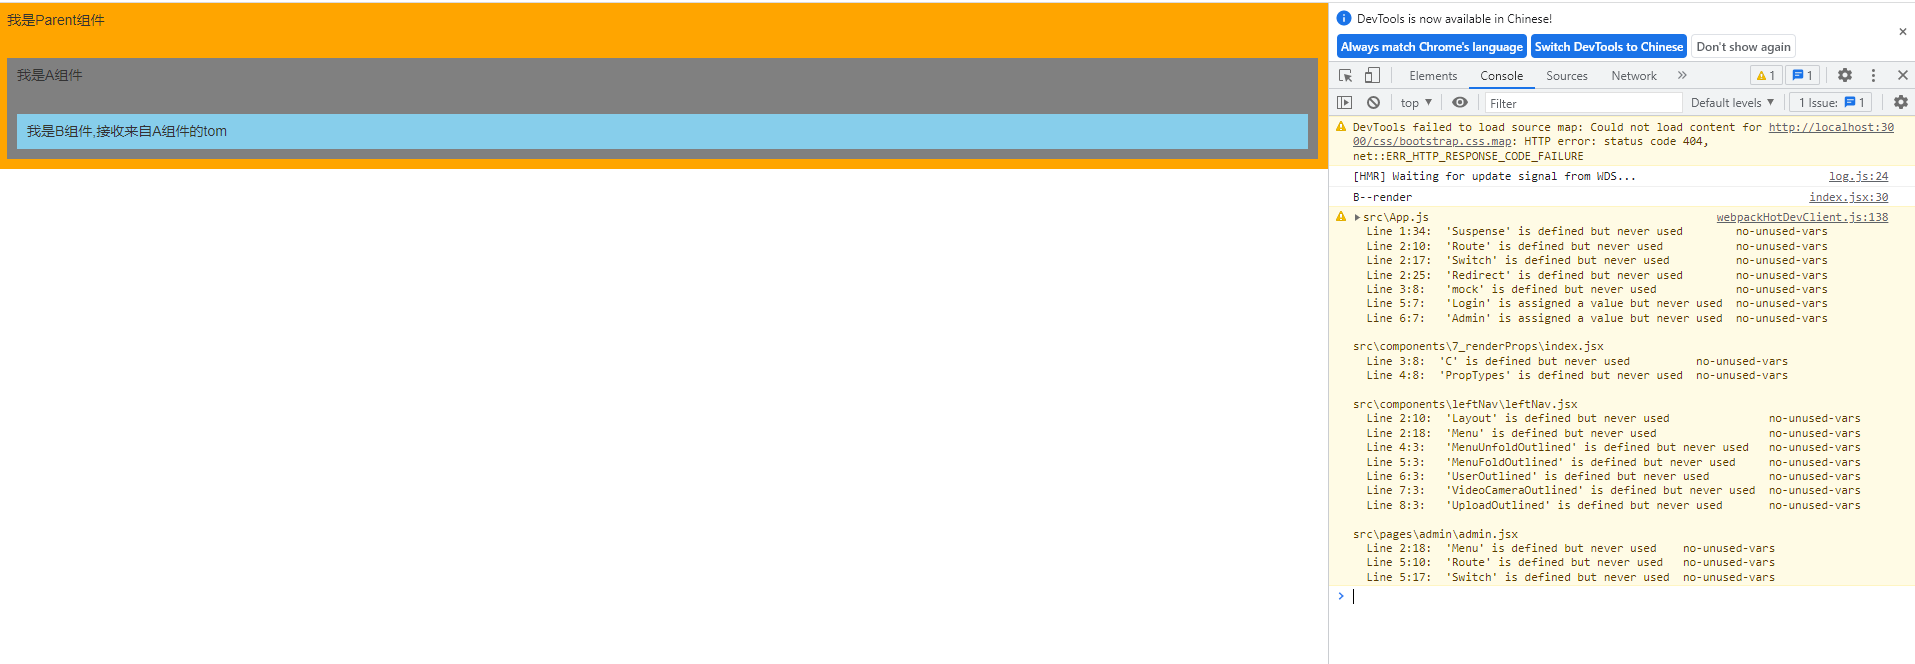 我是Parent组件
我是A组件
我是B组件,接收来自A组件的tom
DevTools is now available in Chinese!
Always match Chrome's language Switch DevTools to Chinese Don't show again
Elements Console Sources Network » 1 1
top ▼ Filter Default levels ▼ 1 Issue: 1
DevTools failed to load source map: Could not load content for http://localhost:30
00/css/bootstrap.css.map: HTTP error: status code 404,
net::ERR_HTTP_RESPONSE_CODE_FAILURE
[HMR] Waiting for update signal from WDS... log.js:24
B--render index.jsx:30
src\App.js webpackHotDevClient.js:138
Line 1:34: 'Suspense' is defined but never used no-unused-vars
Line 2:10: 'Route' is defined but never used no-unused-vars
Line 2:17: 'Switch' is defined but never used no-unused-vars
Line 2:25: 'Redirect' is defined but never used no-unused-vars
Line 3:8: 'mock' is defined but never used no-unused-vars
Line 5:7: 'Login' is assigned a value but never used no-unused-vars
Line 6:7: 'Admin' is assigned a value but never used no-unused-vars
src\components\7_renderProps\index.jsx
Line 3:8: 'C' is defined but never used no-unused-vars
Line 4:8: 'PropTypes' is defined but never used no-unused-vars
src\components\leftNav\leftNav.jsx
Line 2:10: 'Layout' is defined but never used no-unused-vars
Line 2:18: 'Menu' is defined but never used no-unused-vars
Line 4:3: 'MenuUnfoldOutlined' is defined but never used no-unused-vars
Line 5:3: 'MenuFoldOutlined' is defined but never used no-unused-vars
Line 6:3: 'UserOutlined' is defined but never used no-unused-vars
Line 7:3: 'VideoCameraOutlined' is defined but never used no-unused-vars
Line 8:3: 'UploadOutlined' is defined but never used no-unused-vars
src\pages\admin\admin.jsx
Line 2:18: 'Menu' is defined but never used no-unused-vars
Line 5:10: 'Route' is defined but never used no-unused-vars
Line 5:17: 'Switch' is defined but never used no-unused-vars